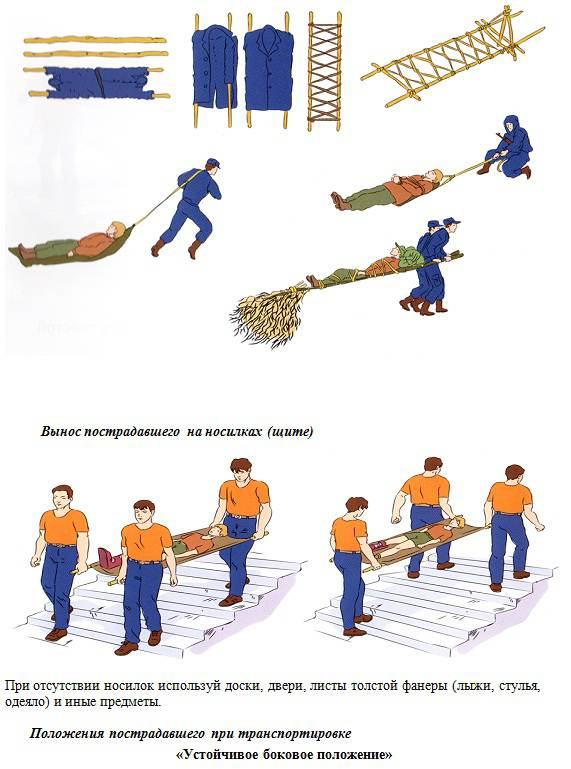 Вынос пострадавшего на носилках (щите)
При отсутствии носилок используй доски, двери, листы толстой фанеры (лыжи, стулья,
одеяло) и иные предметы.
Положения пострадавшего при транспортировке
«Устойчивое боковое положение»